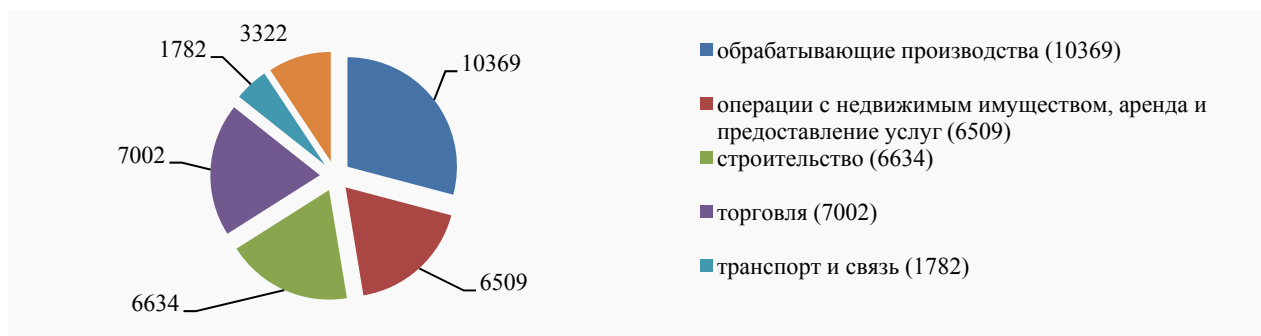 3322
1782
10369
7002
6509
6634
обрабатывающие производства (10369)
операции с недвижимым имуществом, аренда и
предоставление услуг (6509)
строительство (6634)
торговля (7002)
транспорт и связь (1782)